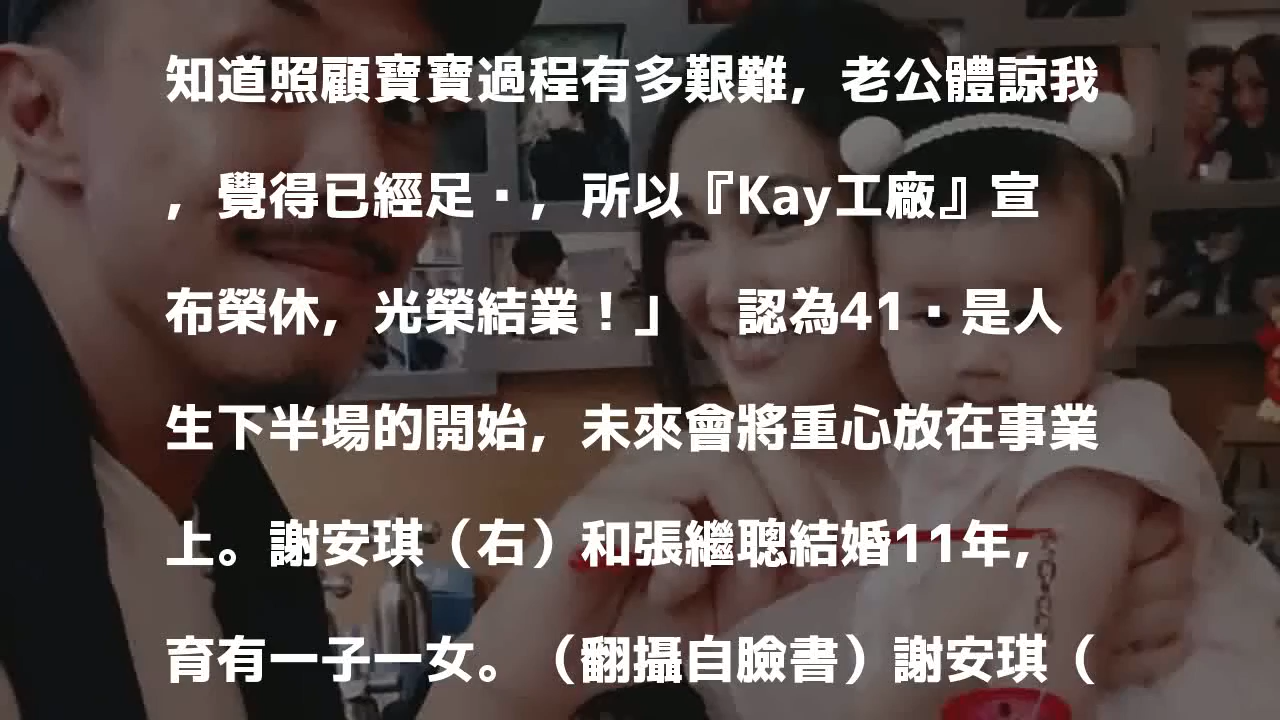 知道照顧寶寶過程有多艱難，老公體諒我
，覺得已經足▪，所以『Kay工廠』宣
布榮休，光榮結業！」　認為41▪是人
生下半場的開始，未來會將重心放在事業
上。謝安琪（右）和張繼聰結婚11年，
育有一子一女。（翻攝自臉書）謝安琪（